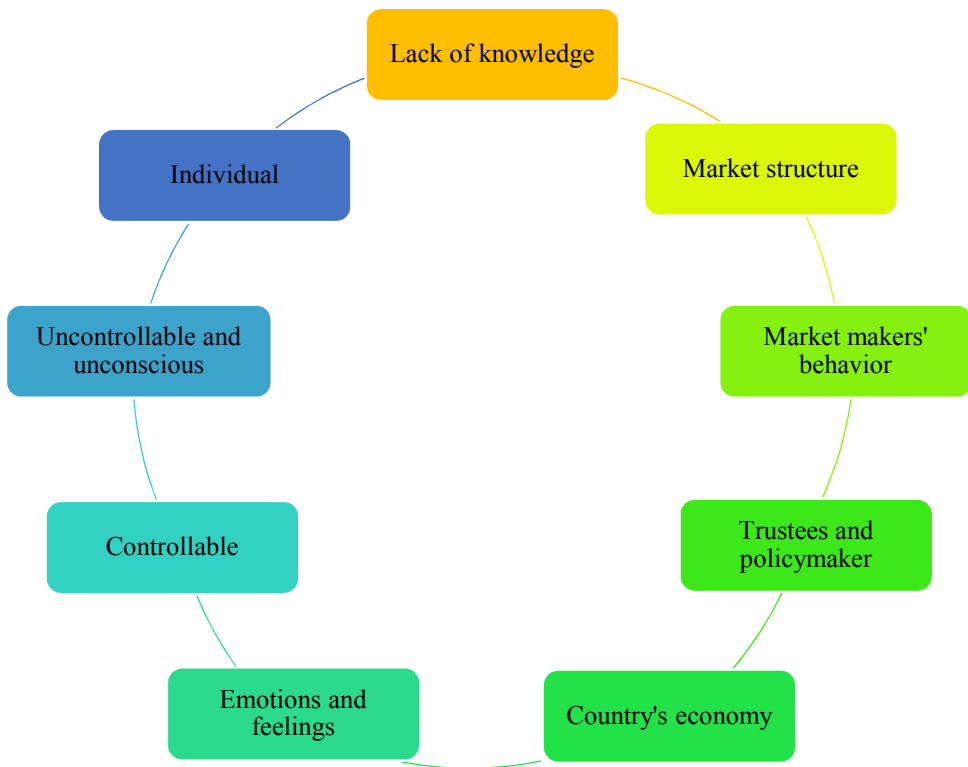 Lack of knowledge
Market structure
Market makers'
behavior
Trustees and
policymaker
Country's economy
Emotions and
feelings
Controllable
Uncontrollable and
unconscious
Individual